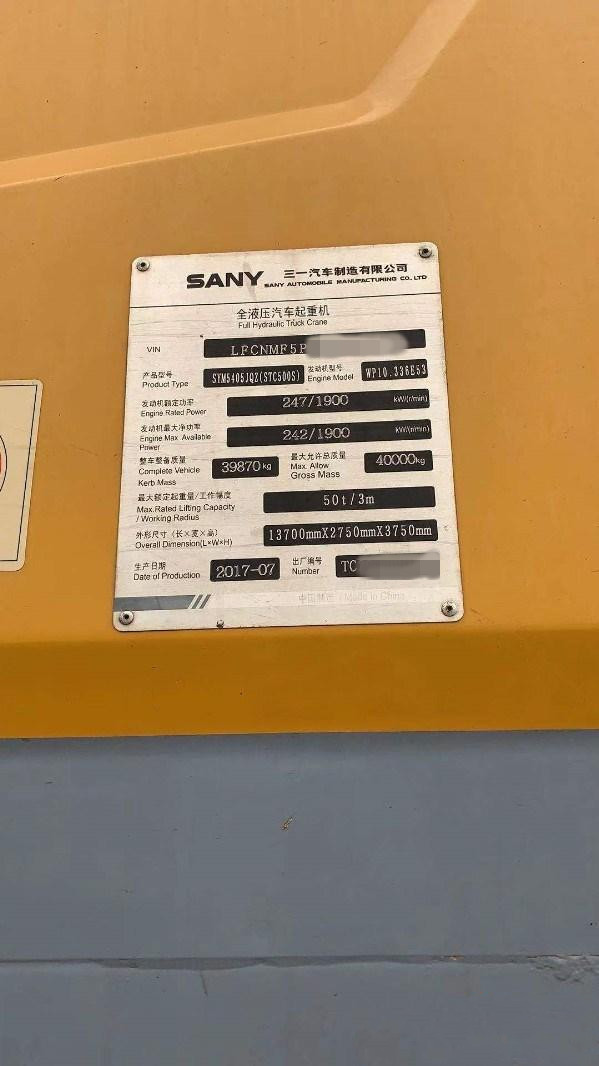 SANY 三一汽车制造有限公司
SANY AUTOMOBILE MANUFACTURING CO. LTD
全液压汽车起重机
Full Hydraulic Truck Crane
VIN LFCNMF5P
产品型号 SYM5405JQZ(STC500S) 发动机型号 WP10.336E53
Product Type Engine Model
发动机额定功率 247/1900 kW/(r/min)
Engine Rated Power
发动机最大净功率 242/1900 kW/(r/min)
Engine Max Available
Power
整车整备质量 39870kg 最大允许总质量 40000kg
Complete Vehicle Max. Allow
Kerb Mass Gross Mass
最大额定起重量/工作幅度 50t/3m
Max.Rated Lifting Capacity
/ Working Radius
外形尺寸（长×宽×高） 13700mmX2750mmX3750mm
Overall Dimension(L×W×H)
生产日期 2017-07 出厂编号 TC
Date of Production Number
中国制造 / Made in China